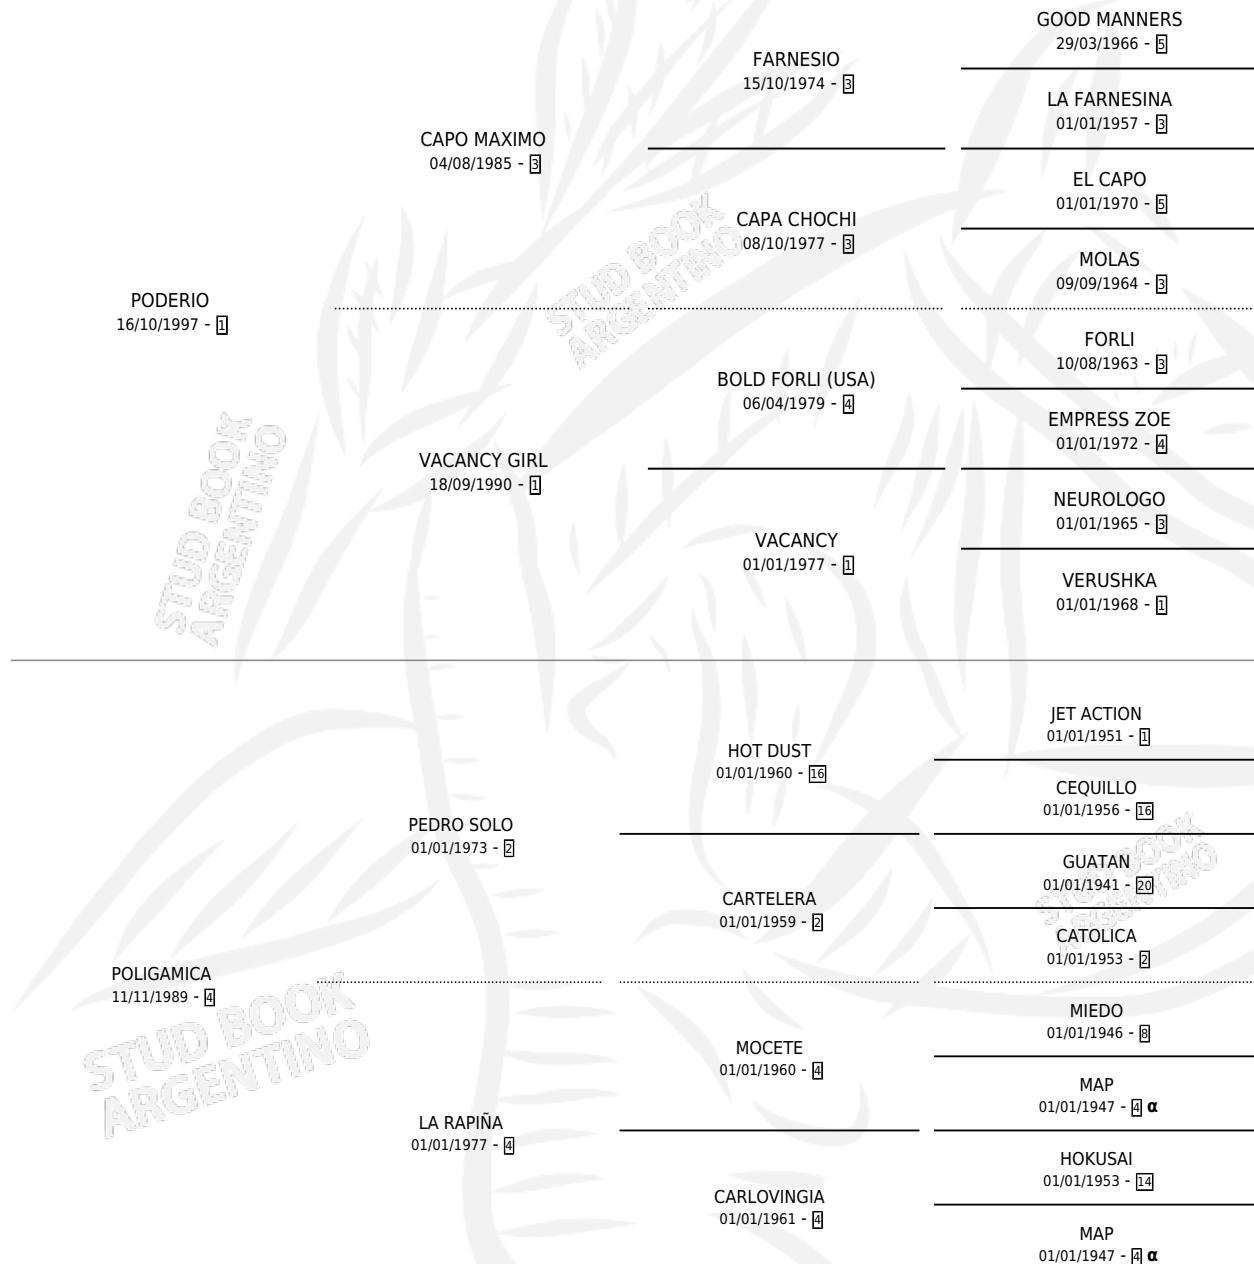 GOOD MANNERS
29/03/1966 - 5
FARNESIO
15/10/1974 - 3
LA FARNESINA
01/01/1957 - 3
CAPO MAXIMO
04/08/1985 - 3
EL CAPO
01/01/1970 - 5
CAPA CHOCHI
08/10/1977 - 3
MOLAS
09/09/1964 - 3
PODERIO
16/10/1997 - 1
FORLI
10/08/1963 - 3
BOLD FORLI (USA)
06/04/1979 - 4
EMPRESS ZOE
01/01/1972 - 4
VACANCY GIRL
18/09/1990 - 1
NEUROLOGO
01/01/1965 - 3
VACANCY
01/01/1977 - 1
VERUSHKA
01/01/1968 - 1
STUD BOOK
ARGENTINO
STUD BOOK
ARGENTINO
JET ACTION
01/01/1951 - 1
HOT DUST
01/01/1960 - 16
CEQUILLO
01/01/1956 - 16
PEDRO SOLO
01/01/1973 - 2
GUATAN
01/01/1941 - 20
CARTELERA
01/01/1959 - 2
CATOLICA
01/01/1953 - 2
STUD BOOK
ARGENTINO
POLIGAMICA
11/11/1989 - 4
MIEDO
01/01/1946 - 8
MOCETE
01/01/1960 - 4
MAP
01/01/1947 - 4 α
LA RAPIÑA
01/01/1977 - 4
HOKUSAI
01/01/1953 - 14
CARLOVINGIA
01/01/1961 - 4
MAP
01/01/1947 - 4 α
STUD BOOK
ARGENTINO